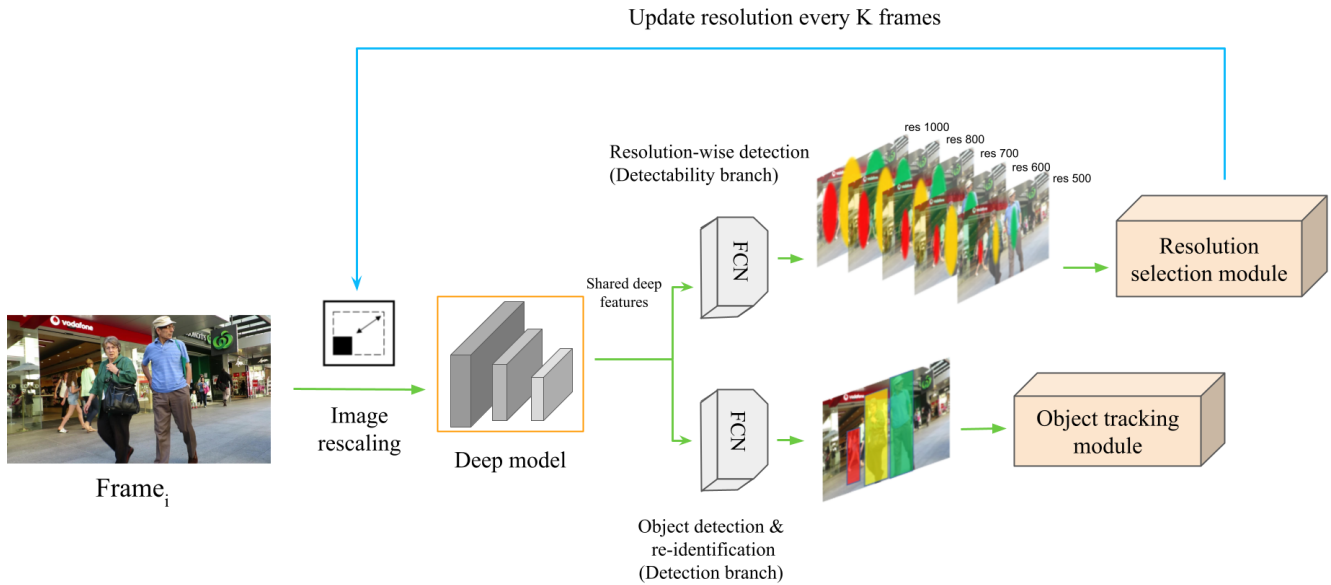 Update resolution every K frames
res 1000
res 800
res 700
res 600
res 500
Resolution-wise detection
(Detectability branch)
FCN
Resolution
selection module
Shared deep
features
vodafone
Image
rescaling
Deep model
Frame_i
FCN
Object tracking
module
Object detection &
re-identification
(Detection branch)